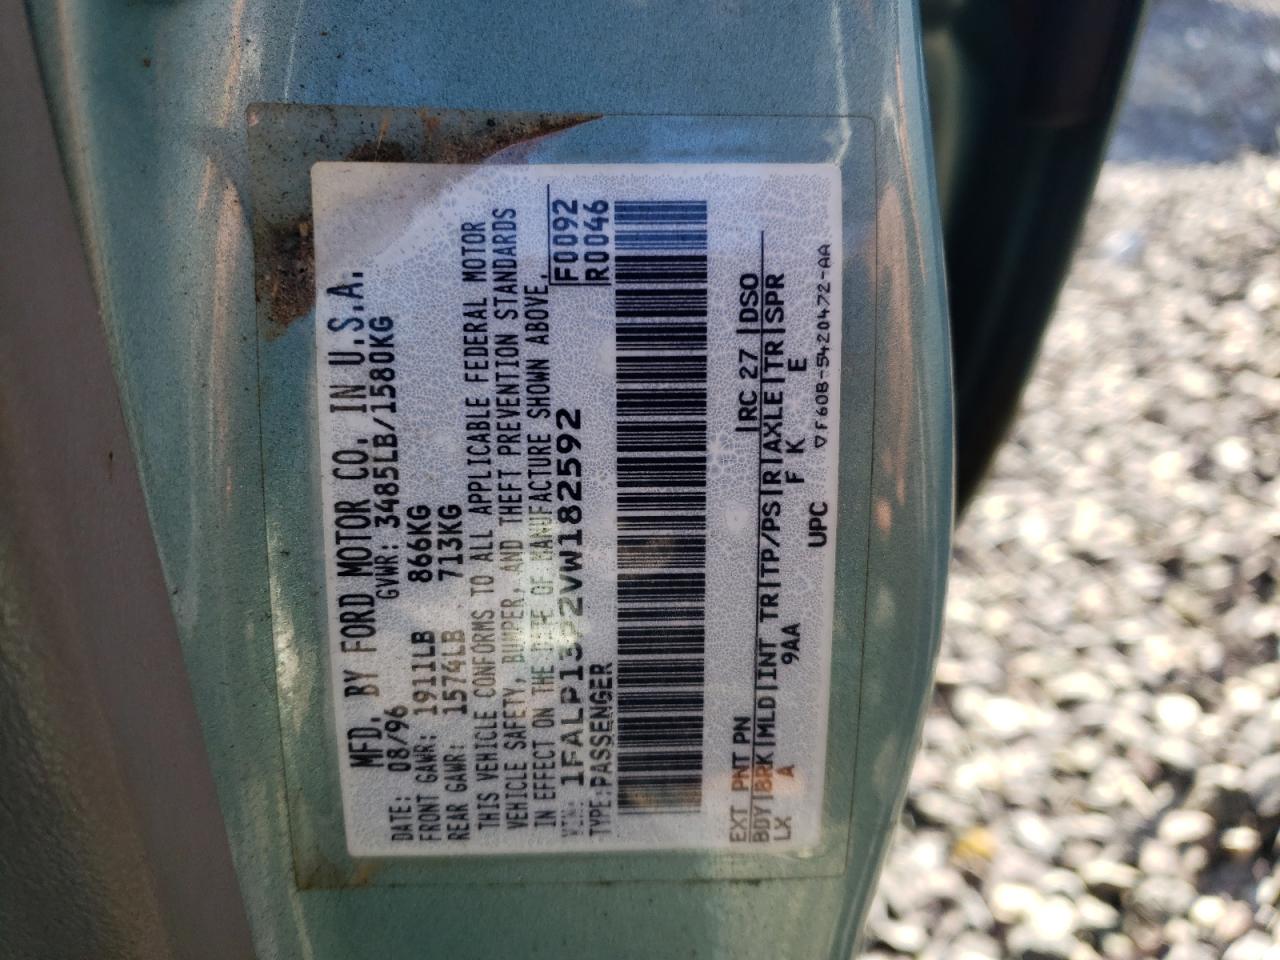 MFD. BY FORD MOTOR CO. IN U.S.A.
DATE: 08/96 GVWR: 3485LB/1580KG
FRONT GAWR: 1911LB 866KG
REAR GAWR: 1574LB 713KG
THIS VEHICLE CONFORMS TO ALL APPLICABLE FEDERAL MOTOR
VEHICLE SAFETY, BUMPER, AND THEFT PREVENTION STANDARDS
IN EFFECT ON THE DATE OF MANUFACTURE SHOWN ABOVE.
VIN: 1FALP13P2VW182592 F0092
TYPE: PASSENGER R0046
EXT PNT PN RC 27 DSO
BDY BRK MLD INT TR TP/PS R AXLE TR SPR
LX A 9AA F K E
UPC ▽F60B-5420472-AA